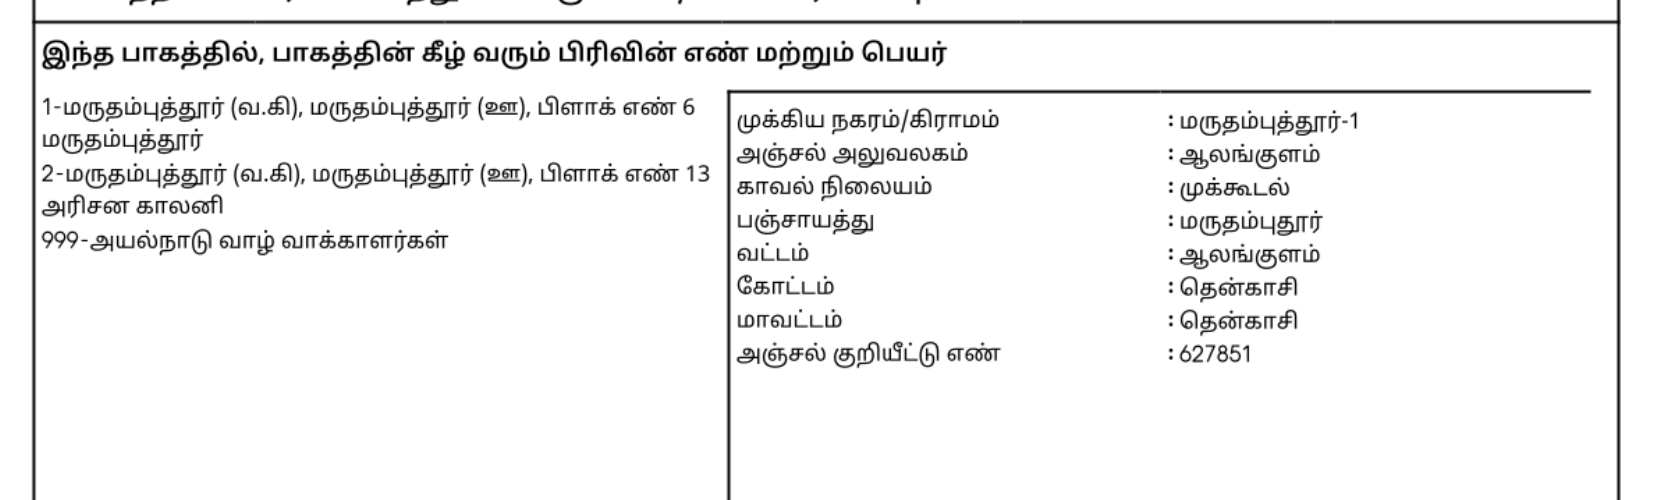 இந்த பாகத்தில், பாகத்தின் கீழ் வரும் பிரிவின் எண் மற்றும் பெயர்
1-மருதம்புத்தூர் (வ.கி), மருதம்புத்தூர் (ஊ), பிளாக் எண் 6
மருதம்புத்தூர்
2-மருதம்புத்தூர் (வ.கி), மருதம்புத்தூர் (ஊ), பிளாக் எண் 13
அரிசன காலனி
999-அயல்நாடு வாழ் வாக்காளர்கள்
முக்கிய நகரம்/கிராமம் : மருதம்புத்தூர்-1
அஞ்சல் அலுவலகம் : ஆலங்குளம்
காவல் நிலையம் : முக்கூடல்
பஞ்சாயத்து : மருதம்புதூர்
வட்டம் : ஆலங்குளம்
கோட்டம் : தென்காசி
மாவட்டம் : தென்காசி
அஞ்சல் குறியீட்டு எண் : 627851